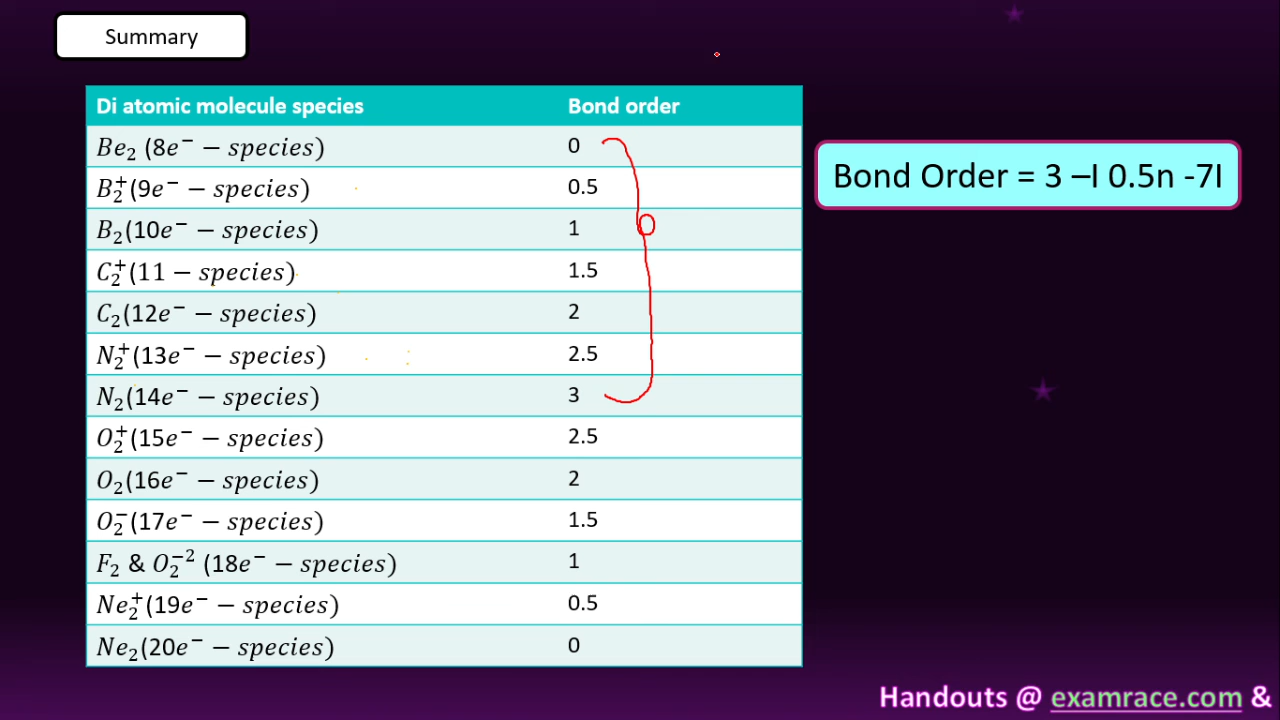 Summary
Di atomic molecule species Bond order
Be₂ (8e⁻ − species) 0
B₂⁺(9e⁻ − species) 0.5
B₂(10e⁻ − species) 1
C₂⁺(11 − species) 1.5
C₂(12e⁻ − species) 2
N₂⁺(13e⁻ − species) 2.5
N₂(14e⁻ − species) 3
O₂⁺(15e⁻ − species) 2.5
O₂(16e⁻ − species) 2
O₂⁻(17e⁻ − species) 1.5
F₂ & O₂⁻² (18e⁻ − species) 1
Ne₂⁺(19e⁻ − species) 0.5
Ne₂(20e⁻ − species) 0
Bond Order = 3 –I 0.5n -7I
Handouts @ examrace.com &